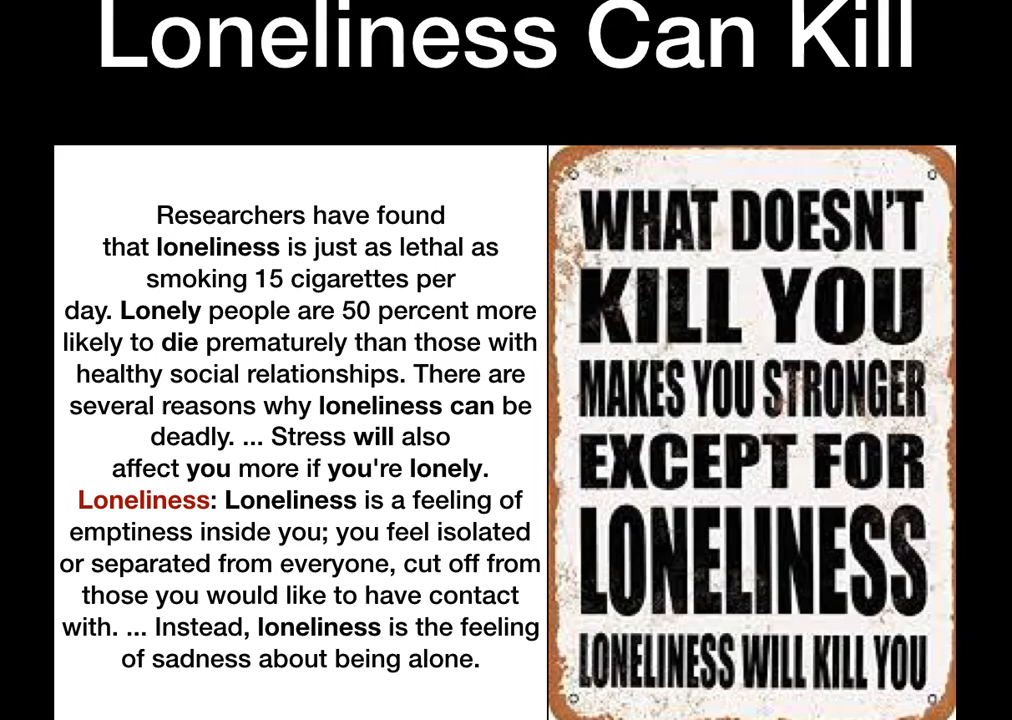 Loneliness Can Kill
Researchers have found
that loneliness is just as lethal as
smoking 15 cigarettes per
day. Lonely people are 50 percent more
likely to die prematurely than those with
healthy social relationships. There are
several reasons why loneliness can be
deadly. ... Stress will also
affect you more if you're lonely.
Loneliness: Loneliness is a feeling of
emptiness inside you; you feel isolated
or separated from everyone, cut off from
those you would like to have contact
with. ... Instead, loneliness is the feeling
of sadness about being alone.
WHAT DOESN'T
KILL YOU
MAKES YOU STRONGER
EXCEPT FOR
LONELINESS
LONELINESS WILL KILL YOU